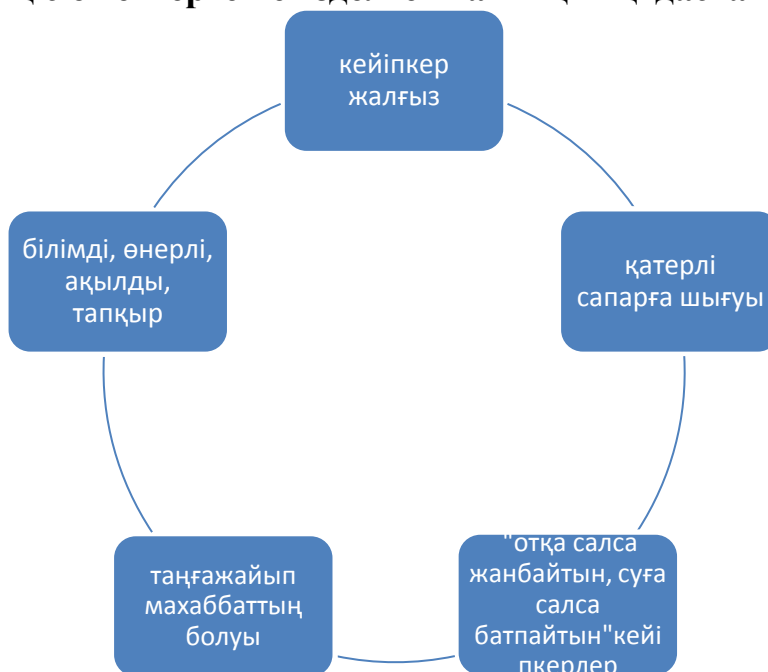 кейіпкер
жалғыз
қатерлі
сапарға шығуы
"отқа салса
жанбайтын, суға
салса
батпайтын"кейі
пкерлер
таңғажайып
махаббаттың
болуы
білімді, өнерлі,
ақылды,
тапқыр